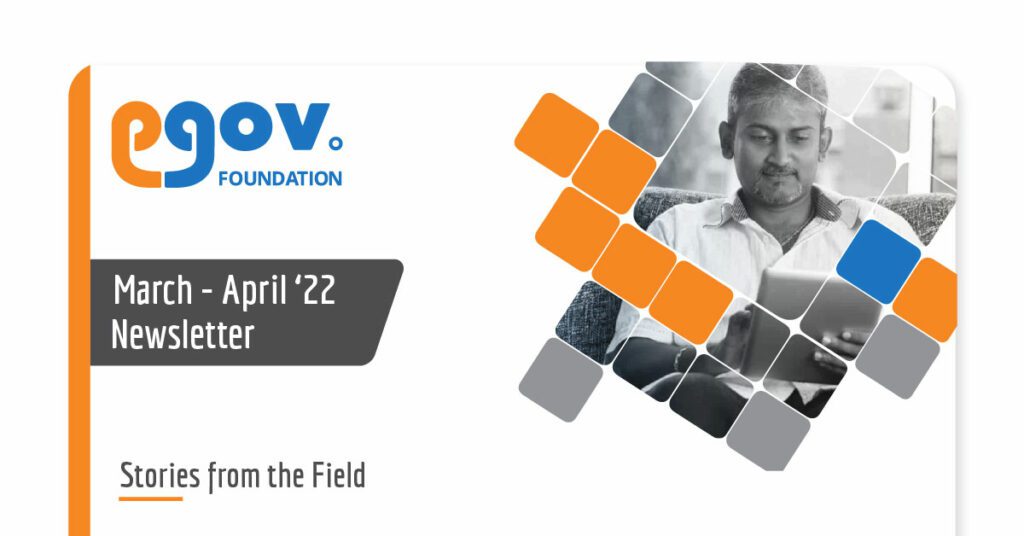 egov.
FOUNDATION
March - April ‘22
Newsletter
Stories from the Field